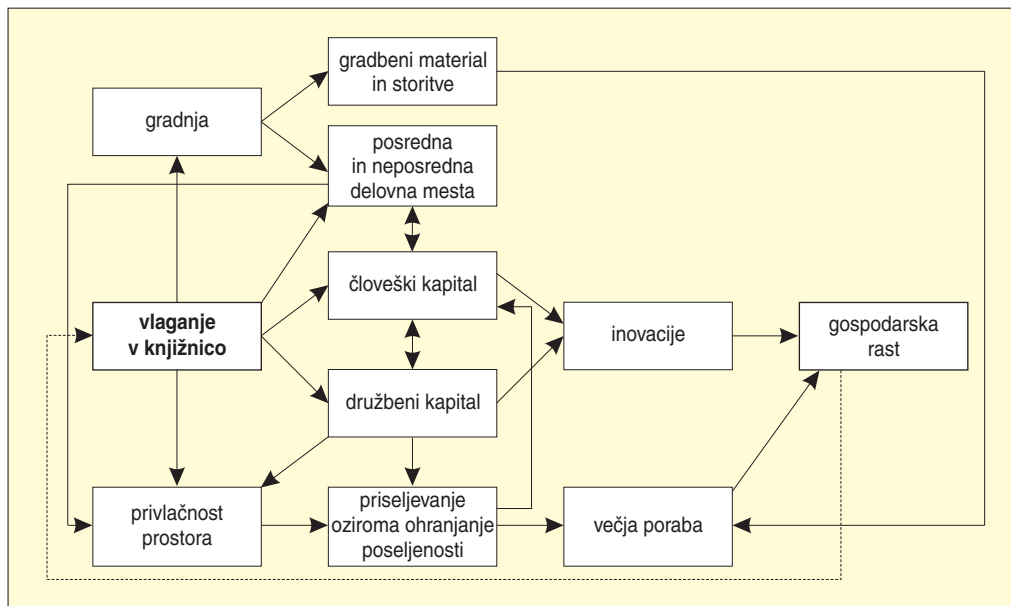 gradbeni material
in storitve
gradnja
posredna
in neposredna
delovna mesta
človeški kapital
vlaganje
v knjižnico
inovacije
gospodarska
rast
družbeni kapital
privlačnost
prostora
priseljevanje
oziroma ohranjanje
poseljenosti
večja poraba